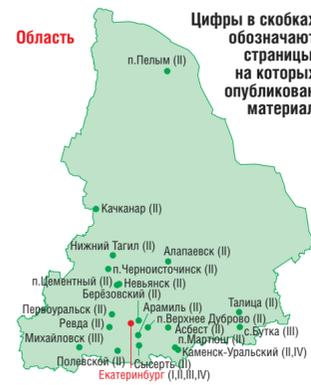 Область
Цифры в скобках
обозначают
страницы,
на которых
опубликован
материал
п.Пелым (II)
Качканар (II)
Нижний Тагил (II)
Алапаевск (II)
п.Черноисточинск (II)
п.Цементный (II)
Невьянск (II)
Берёзовский (II)
Первоуральск (II)
Арамиль (II)
Талица (II)
п.Верхнее Дуброво (II)
Ревда (II)
Асбест (II)
с.Бутка (III)
Михайловск (III)
п.Мартюш (II)
Каменск-Уральский (II,IV)
Полевской (II)
Сысерть (II)
Екатеринбург (I,II,III,IV)